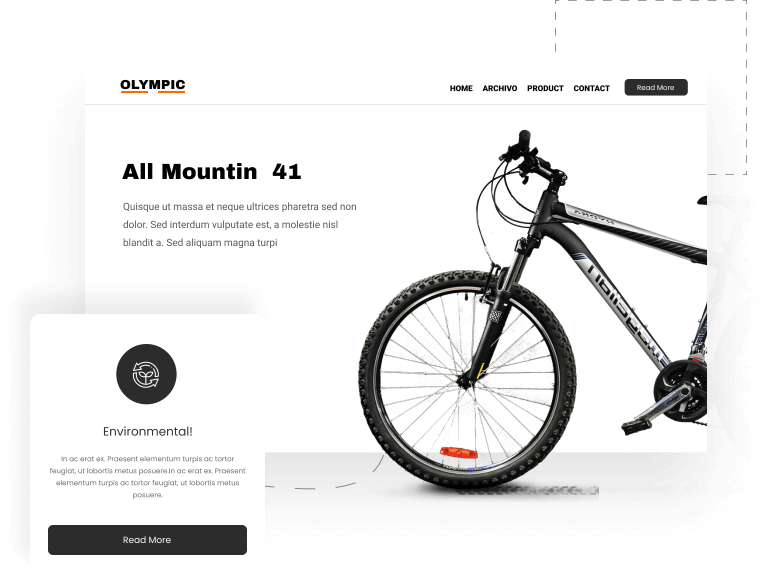 OLYMPIC
HOME ARCHIVO PRODUCT CONTACT Read More
All Mountin 41
Quisque ut massa et neque ultrices pharetra sed non
dolor. Sed interdum vulputate est, a molestie nisl
blandit a. Sed aliquam magna turpi
Environmental!
In ac erat ex. Praesent elementum turpis ac tortor
feugiat, ut lobortis metus posuere.In ac erat ex. Praesent
elementum turpis ac tortor feugiat, ut lobortis metus
posuere.
Read More